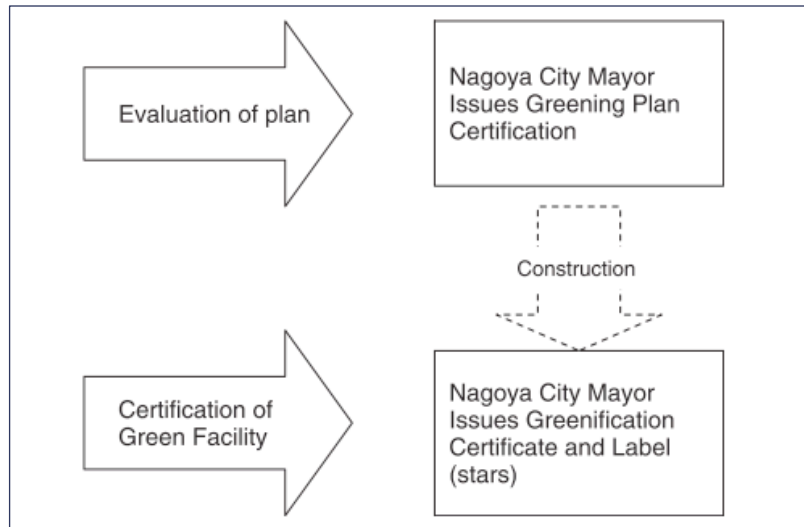 Evaluation of plan
Nagoya City Mayor
Issues Greening Plan
Certification
Construction
Certification of
Green Facility
Nagoya City Mayor
Issues Greenification
Certificate and Label
(stars)